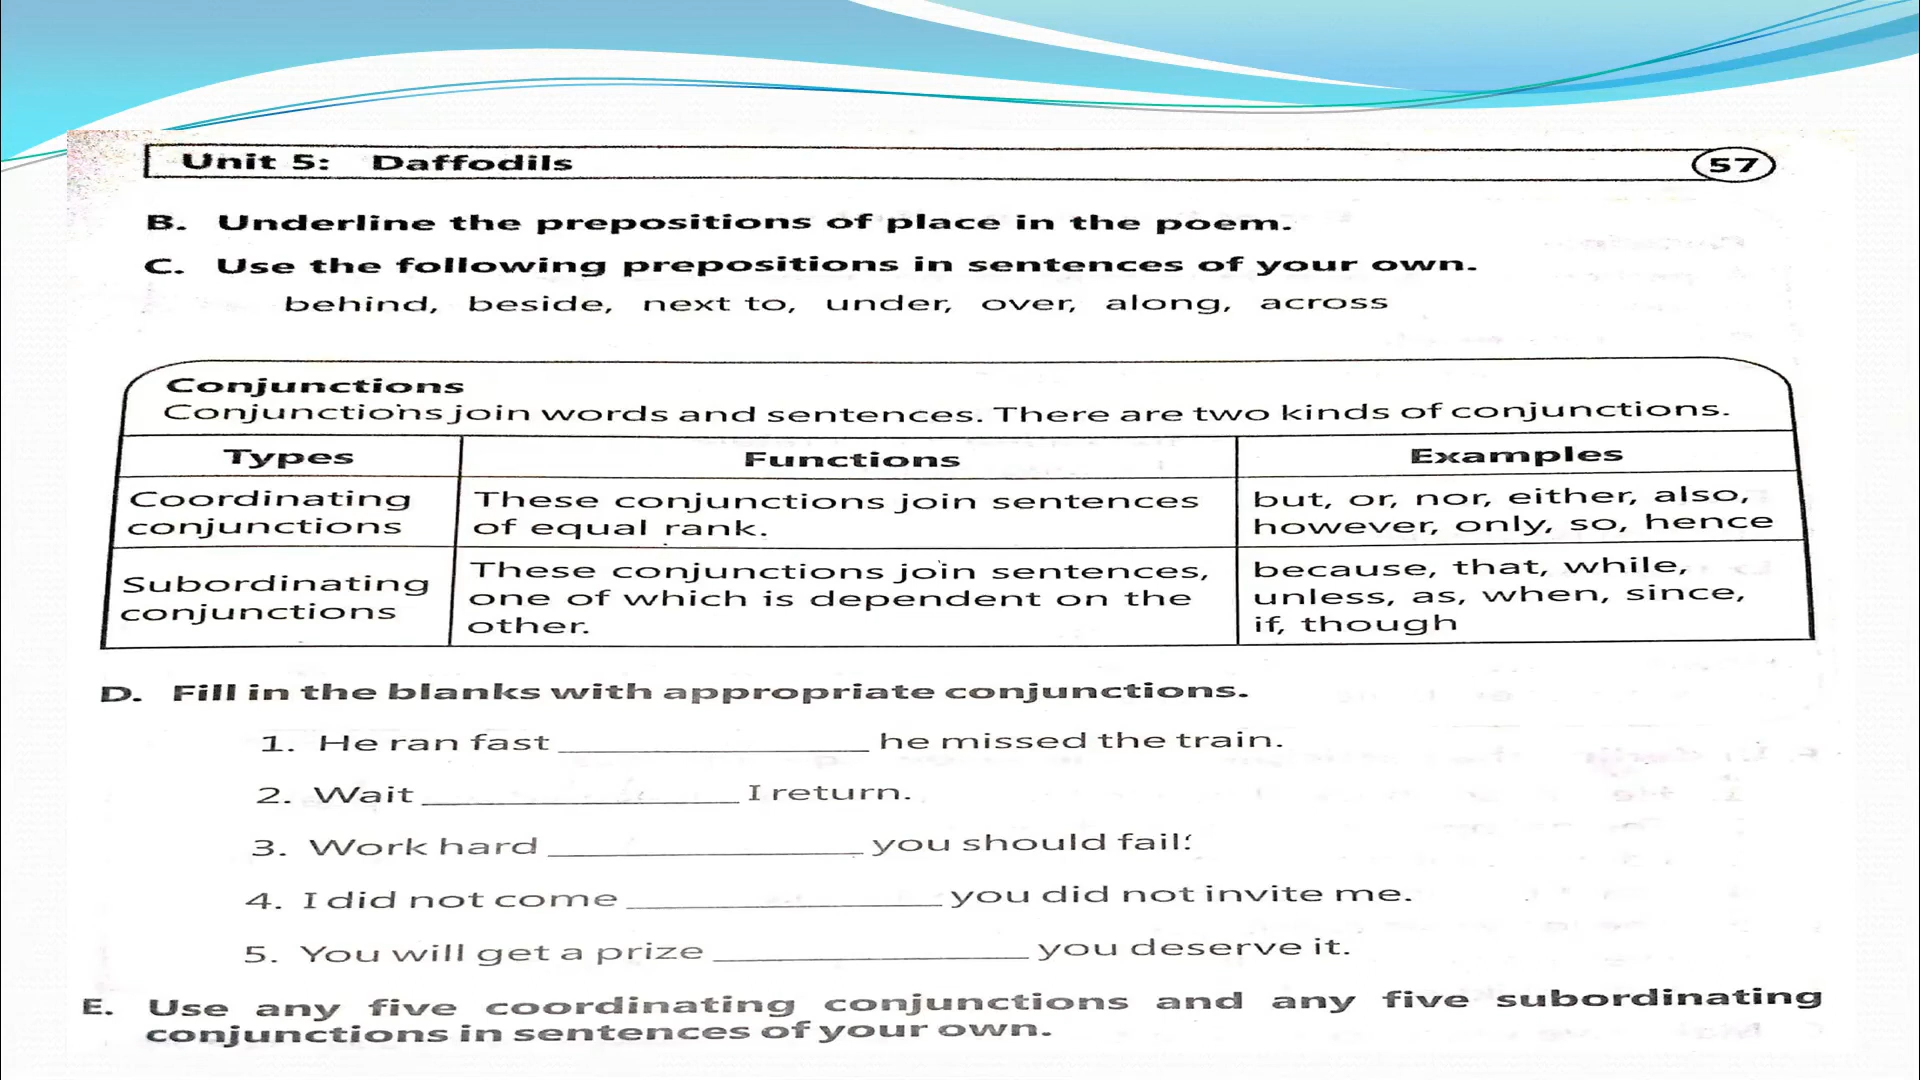 Unit 5: Daffodils 57
B. Underline the prepositions of place in the poem.
C. Use the following prepositions in sentences of your own.
behind, beside, next to, under, over, along, across
Conjunctions
Conjunctions join words and sentences. There are two kinds of conjunctions.
Types Functions Examples
Coordinating conjunctions
These conjunctions join sentences of equal rank.
but, or, nor, either, also, however, only, so, hence
Subordinating conjunctions
These conjunctions join sentences, one of which is dependent on the other.
because, that, while, unless, as, when, since, if, though
D. Fill in the blanks with appropriate conjunctions.
1. He ran fast ____________ he missed the train.
2. Wait ____________ I return.
3. Work hard ____________ you should fail.
4. I did not come ____________ you did not invite me.
5. You will get a prize ____________ you deserve it.
E. Use any five coordinating conjunctions and any five subordinating
conjunctions in sentences of your own.